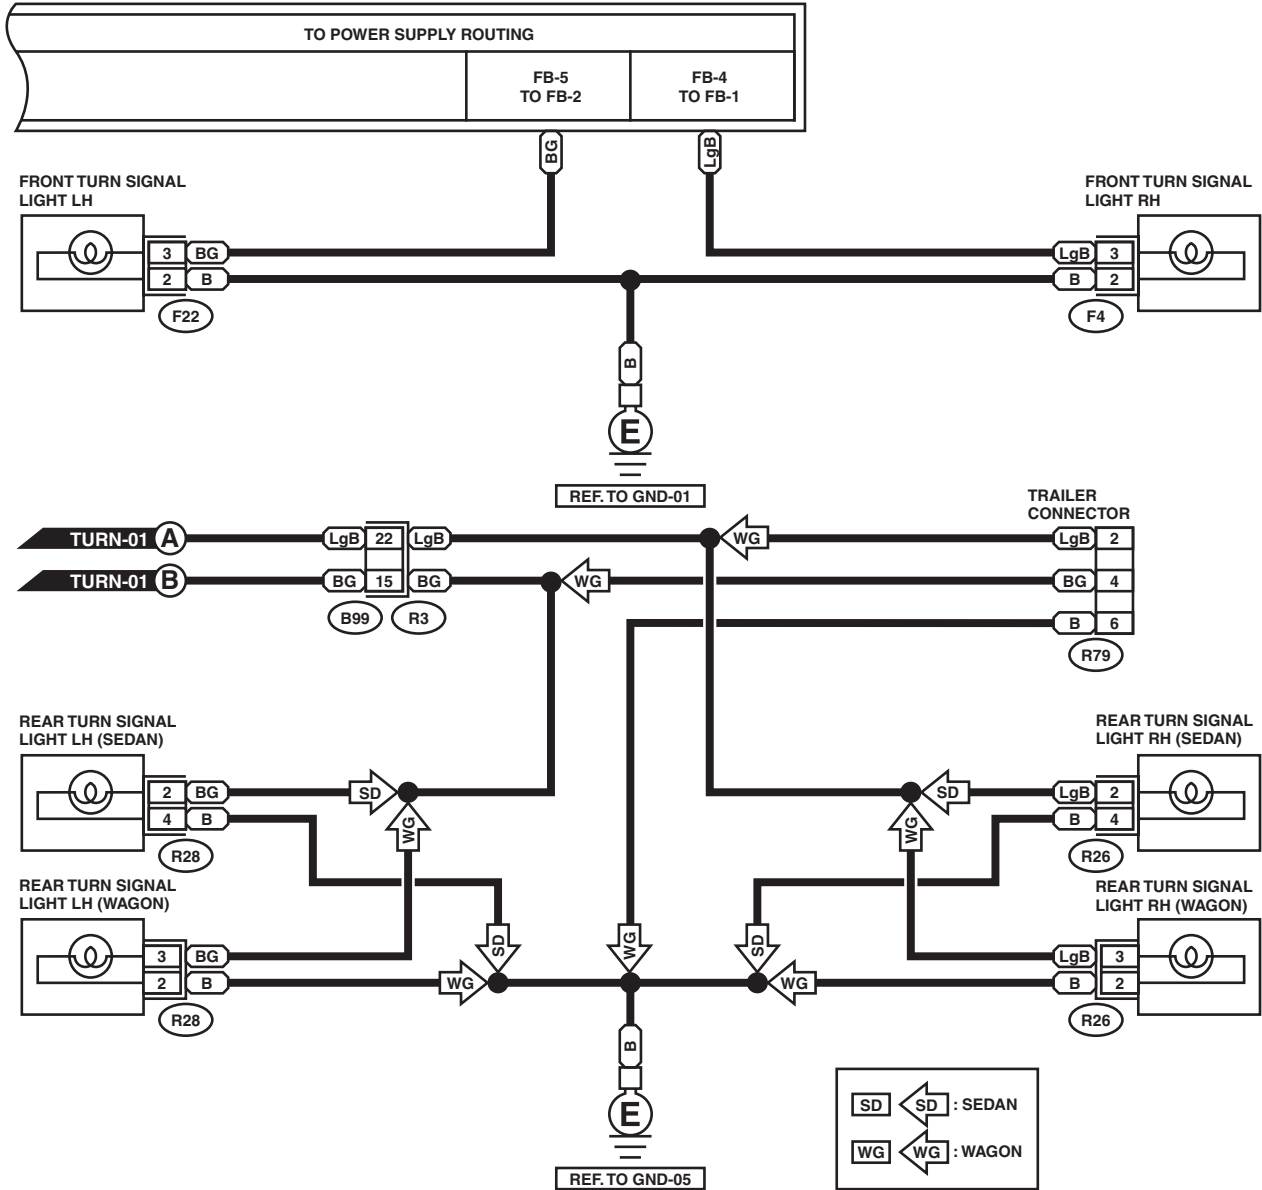 TO POWER SUPPLY ROUTING
FB-5
TO FB-2
FB-4
TO FB-1
BG
LgB
FRONT TURN SIGNAL
LIGHT LH
3 BG
2 B
F22
FRONT TURN SIGNAL
LIGHT RH
LgB 3
B 2
F4
B
E
REF. TO GND-01
TRAILER
CONNECTOR
TURN-01 A LgB 22 LgB WG LgB 2
TURN-01 B BG 15 BG WG BG 4
B99 R3
B 6
R79
REAR TURN SIGNAL
LIGHT LH (SEDAN)
2 BG SD
4 B
WG
R28
REAR TURN SIGNAL
LIGHT RH (SEDAN)
SD LgB 2
B 4
WG
R26
REAR TURN SIGNAL
LIGHT LH (WAGON)
3 BG
2 B WG
R28
SD
WG
SD
REAR TURN SIGNAL
LIGHT RH (WAGON)
LgB 3
WG B 2
R26
B
E
REF. TO GND-05
SD SD : SEDAN
WG WG : WAGON